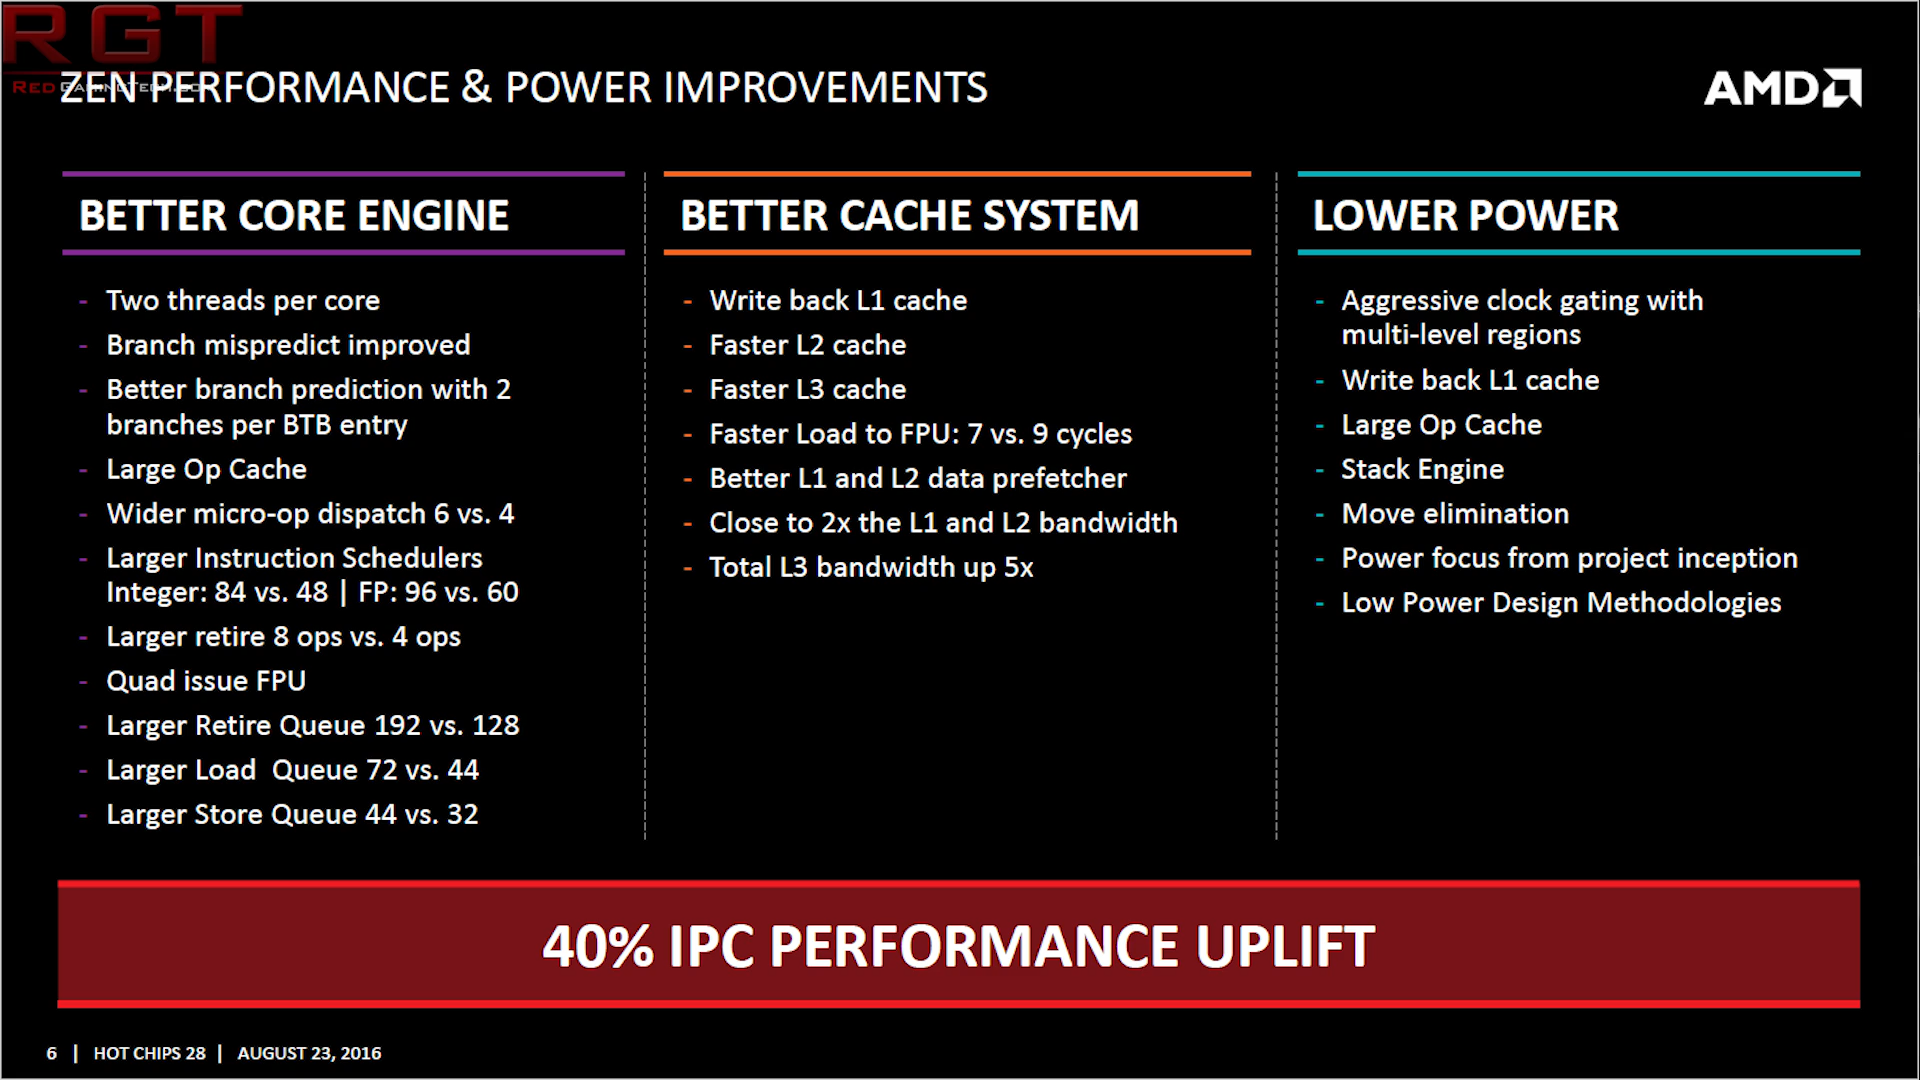 RGT
RED GAMINGTECH.CO
ZEN PERFORMANCE & POWER IMPROVEMENTS
AMD
BETTER CORE ENGINE
- Two threads per core
- Branch mispredict improved
- Better branch prediction with 2
branches per BTB entry
- Large Op Cache
- Wider micro-op dispatch 6 vs. 4
- Larger Instruction Schedulers
Integer: 84 vs. 48 | FP: 96 vs. 60
- Larger retire 8 ops vs. 4 ops
- Quad issue FPU
- Larger Retire Queue 192 vs. 128
- Larger Load  Queue 72 vs. 44
- Larger Store Queue 44 vs. 32
BETTER CACHE SYSTEM
- Write back L1 cache
- Faster L2 cache
- Faster L3 cache
- Faster Load to FPU: 7 vs. 9 cycles
- Better L1 and L2 data prefetcher
- Close to 2x the L1 and L2 bandwidth
- Total L3 bandwidth up 5x
LOWER POWER
- Aggressive clock gating with
multi-level regions
- Write back L1 cache
- Large Op Cache
- Stack Engine
- Move elimination
- Power focus from project inception
- Low Power Design Methodologies
40% IPC PERFORMANCE UPLIFT
6 | HOT CHIPS 28 | AUGUST 23, 2016